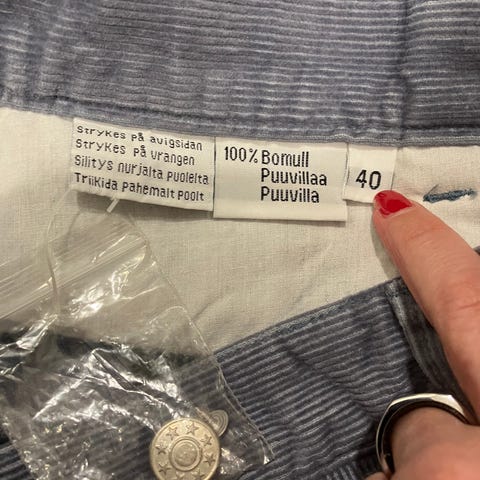 Strykes på avigsidan
Strykes på vrangen
Silitys nurjalta puolelta
Triikida pahemalt poolt
100% Bomull
Puuvillaa
Puuvilla
40